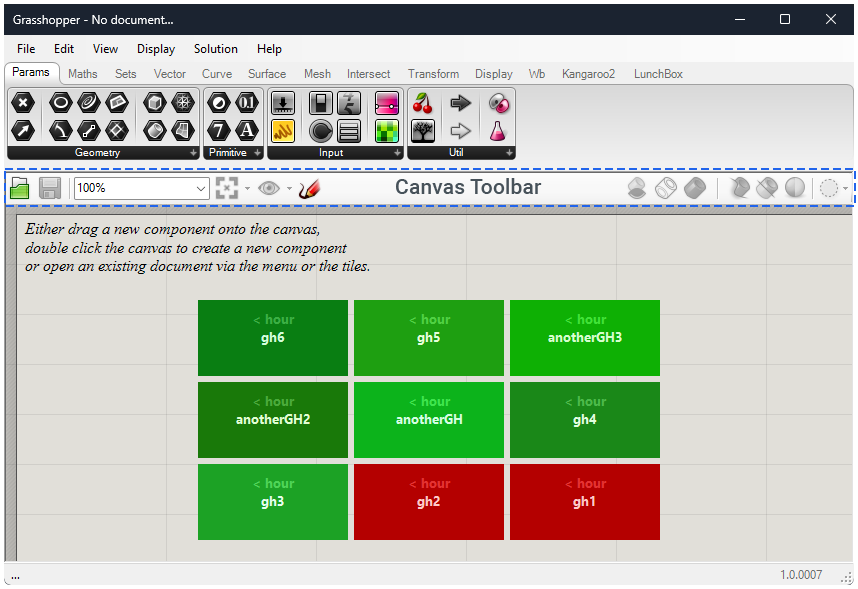 Grasshopper - No document...
File Edit View Display Solution Help
Params Maths Sets Vector Curve Surface Mesh Intersect Transform Display Wb Kangaroo2 LunchBox
01
7 A
Geometry + Primitive + Input + Util +
100% Canvas Toolbar
Either drag a new component onto the canvas,
double click the canvas to create a new component
or open an existing document via the menu or the tiles.
< hour < hour < hour
gh6 gh5 anotherGH3
< hour < hour < hour
anotherGH2 anotherGH gh4
< hour < hour < hour
gh3 gh2 gh1
... 1.0.0007